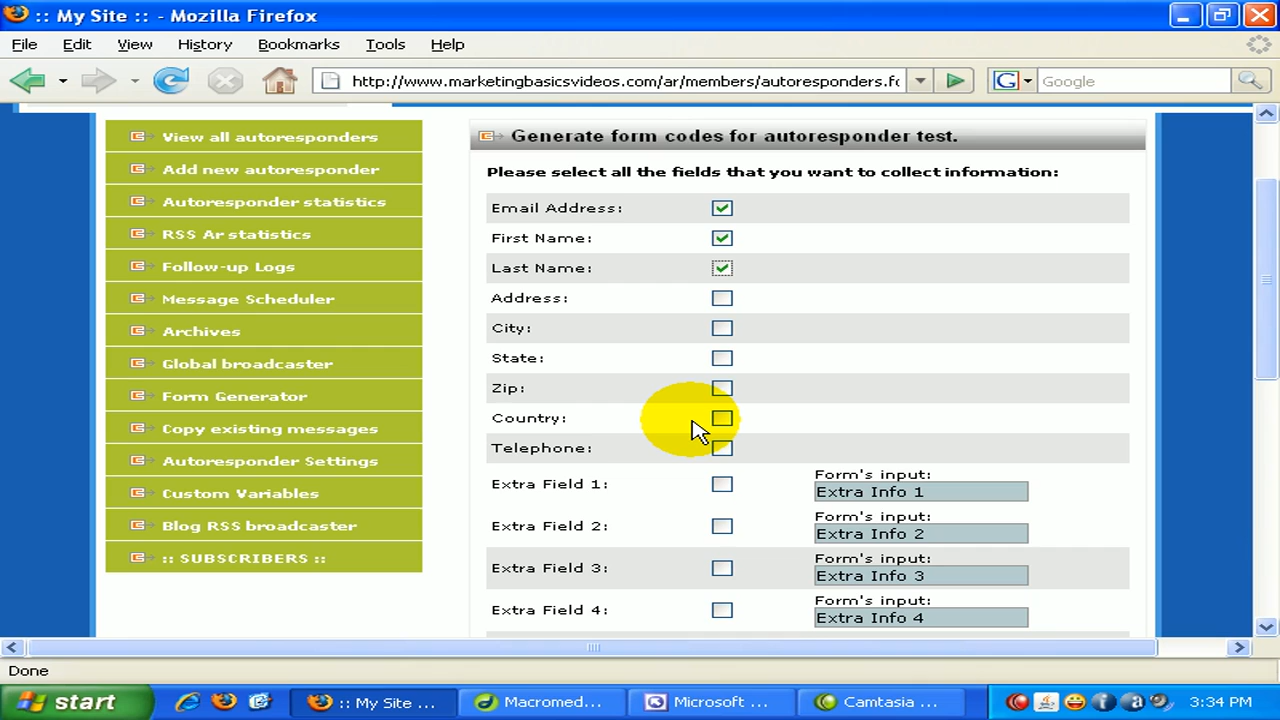 :: My Site :: - Mozilla Firefox
File Edit View History Bookmarks Tools Help
http://www.marketingbasicsvideos.com/ar/members/autoresponders.fo
G Google
View all autoresponders
Add new autoresponder
Autoresponder statistics
RSS Ar statistics
Follow-up Logs
Message Scheduler
Archives
Global broadcaster
Form Generator
Copy existing messages
Autoresponder Settings
Custom Variables
Blog RSS broadcaster
:: SUBSCRIBERS ::
Generate form codes for autoresponder test.
Please select all the fields that you want to collect information:
Email Address:
First Name:
Last Name:
Address:
City:
State:
Zip:
Country:
Telephone:
Extra Field 1:
Form's input:
Extra Info 1
Extra Field 2:
Form's input:
Extra Info 2
Extra Field 3:
Form's input:
Extra Info 3
Extra Field 4:
Form's input:
Extra Info 4
Done
start :: My Site ... Macromed... Microsoft ... Camtasia ... 3:34 PM